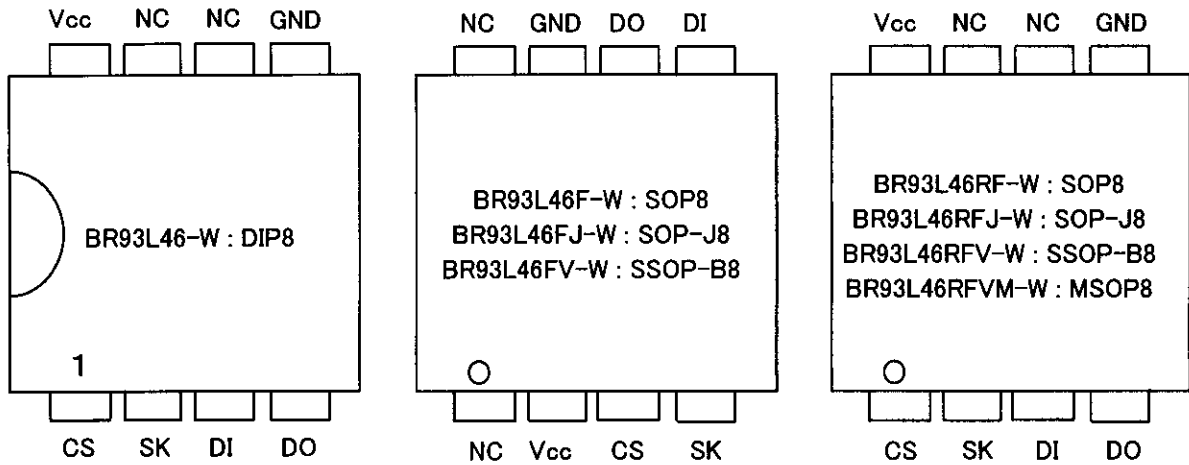 Vcc NC NC GND
BR93L46-W : DIP8
1
CS SK DI DO
NC GND DO DI
BR93L46F-W : SOP8
BR93L46FJ-W : SOP-J8
BR93L46FV-W : SSOP-B8
NC Vcc CS SK
Vcc NC NC GND
BR93L46RF-W : SOP8
BR93L46RFJ-W : SOP-J8
BR93L46RFV-W : SSOP-B8
BR93L46RFVM-W : MSOP8
CS SK DI DO